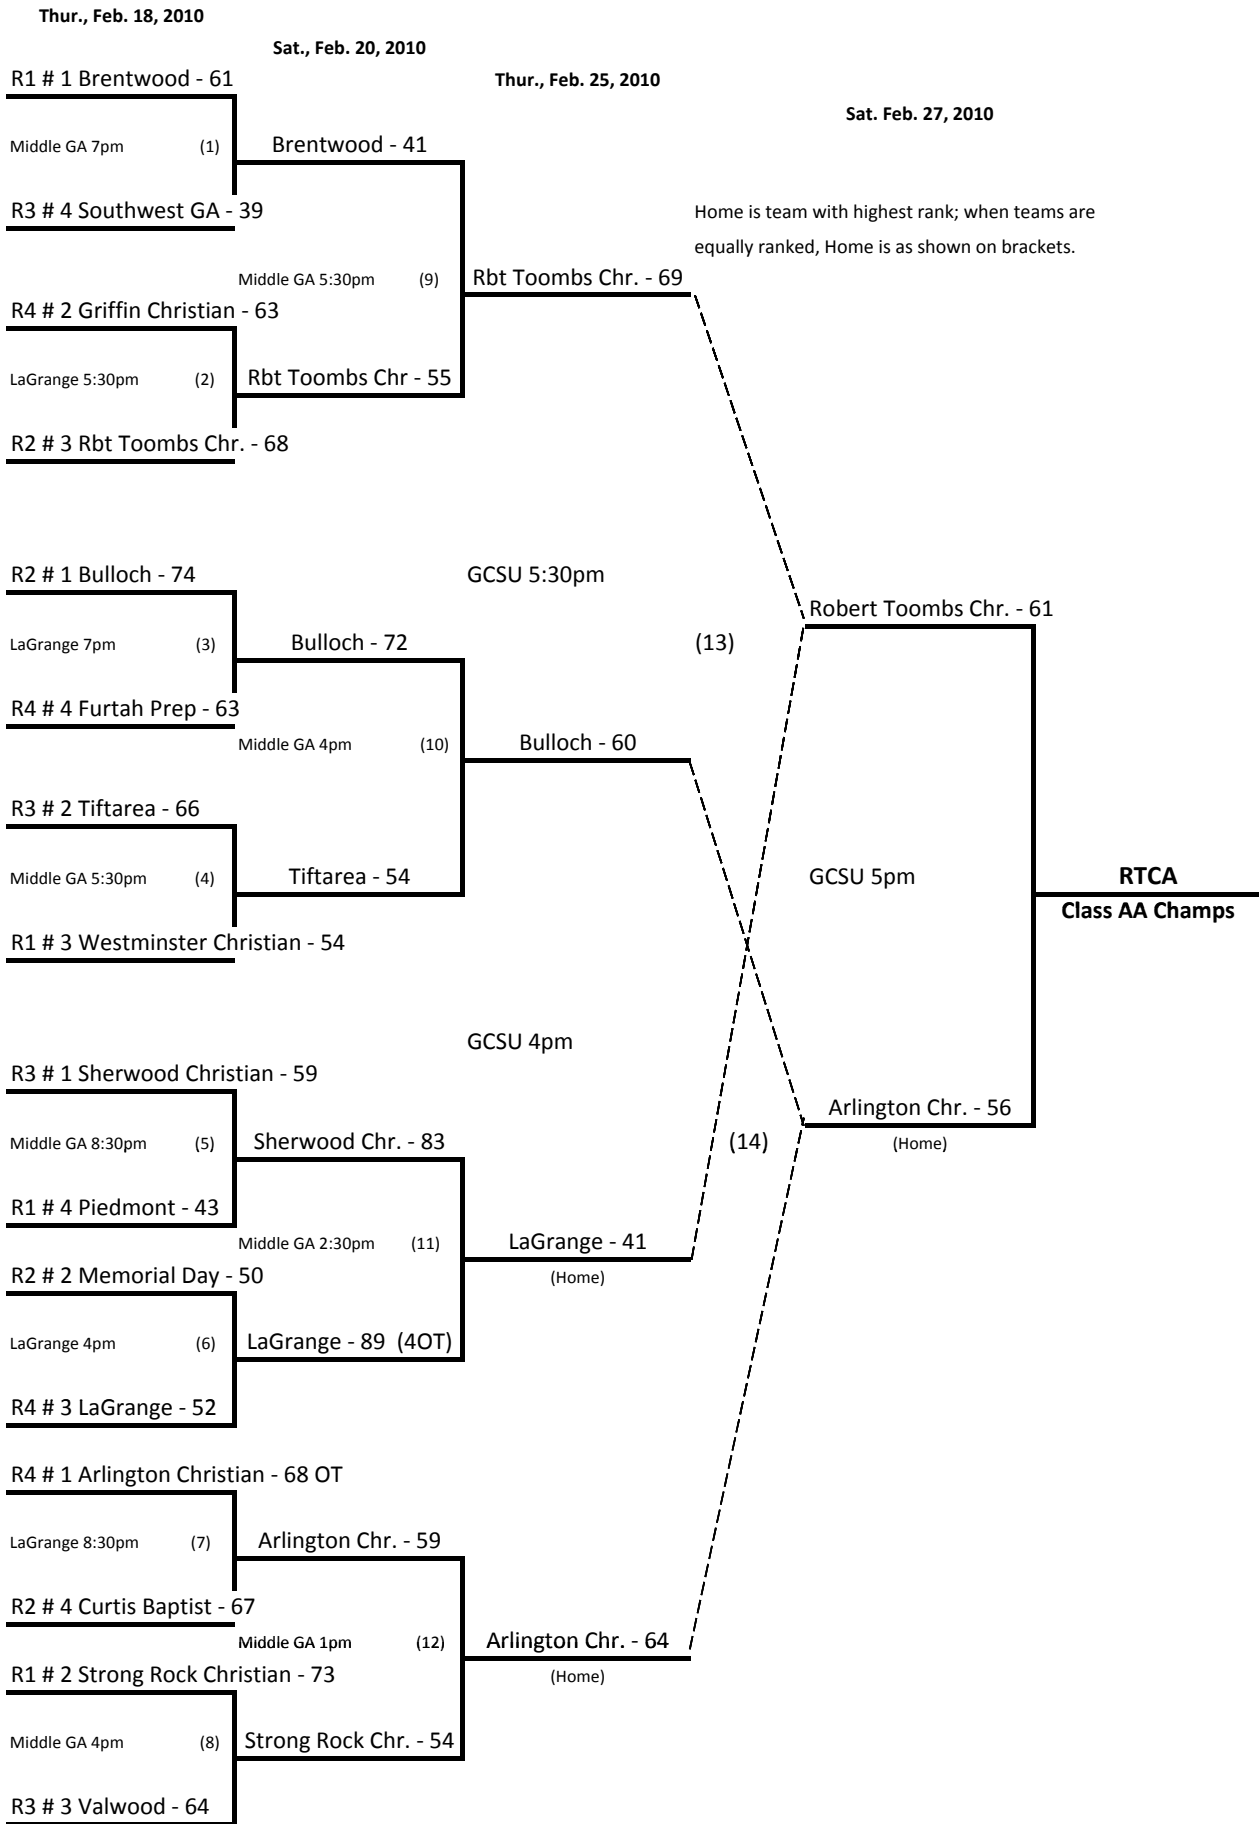 Thur., Feb. 18, 2010
Sat., Feb. 20, 2010
Thur., Feb. 25, 2010
Sat. Feb. 27, 2010
R1 # 1 Brentwood - 61
Middle GA 7pm (1)
Brentwood - 41
R3 # 4 Southwest GA - 39
Home is team with highest rank; when teams are
equally ranked, Home is as shown on brackets.
Middle GA 5:30pm (9)
Rbt Toombs Chr. - 69
R4 # 2 Griffin Christian - 63
LaGrange 5:30pm (2)
Rbt Toombs Chr - 55
R2 # 3 Rbt Toombs Chr. - 68
R2 # 1 Bulloch - 74
GCSU 5:30pm
Robert Toombs Chr. - 61
LaGrange 7pm (3)
Bulloch - 72
(13)
R4 # 4 Furtah Prep - 63
Middle GA 4pm (10)
Bulloch - 60
R3 # 2 Tiftarea - 66
Middle GA 5:30pm (4)
Tiftarea - 54
GCSU 5pm
RTCA
Class AA Champs
R1 # 3 Westminster Christian - 54
GCSU 4pm
R3 # 1 Sherwood Christian - 59
Arlington Chr. - 56
(Home)
Middle GA 8:30pm (5)
Sherwood Chr. - 83
(14)
R1 # 4 Piedmont - 43
Middle GA 2:30pm (11)
LaGrange - 41
(Home)
R2 # 2 Memorial Day - 50
LaGrange 4pm (6)
LaGrange - 89 (4OT)
R4 # 3 LaGrange - 52
R4 # 1 Arlington Christian - 68 OT
LaGrange 8:30pm (7)
Arlington Chr. - 59
R2 # 4 Curtis Baptist - 67
Middle GA 1pm (12)
Arlington Chr. - 64
(Home)
R1 # 2 Strong Rock Christian - 73
Middle GA 4pm (8)
Strong Rock Chr. - 54
R3 # 3 Valwood - 64